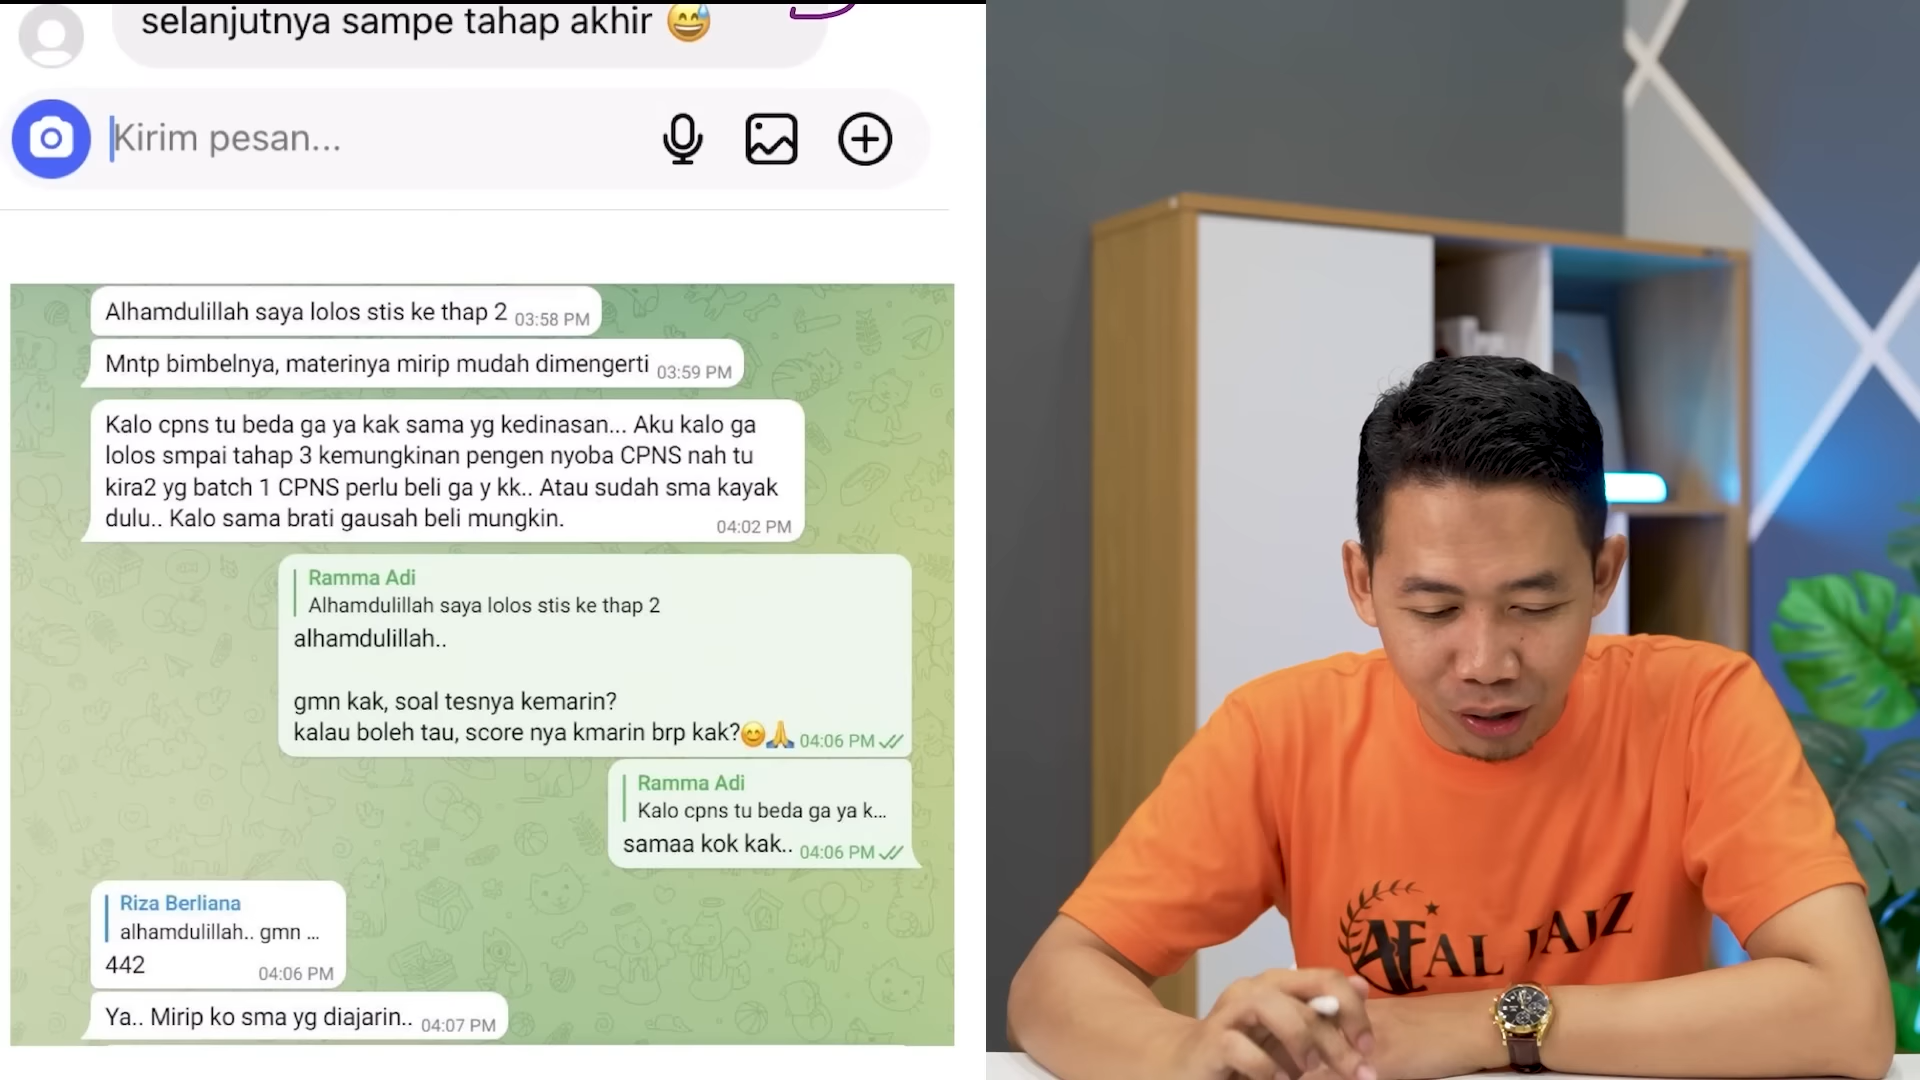 selanjutnya sampe tahap akhir 😅
Kirim pesan...
Alhamdulillah saya lolos stis ke thap 2 03:58 PM
Mntp bimbelnya, materinya mirip mudah dimengerti 03:59 PM
Kalo cpns tu beda ga ya kak sama yg kedinasan... Aku kalo ga
lolos smpai tahap 3 kemungkinan pengen nyoba CPNS nah tu
kira2 yg batch 1 CPNS perlu beli ga y kk.. Atau sudah sma kayak
dulu.. Kalo sama brati gausah beli mungkin. 04:02 PM
Ramma Adi
Alhamdulillah saya lolos stis ke thap 2
alhamdulillah..
gmn kak, soal tesnya kemarin?
kalau boleh tau, score nya kmarin brp kak?😊🙏 04:06 PM
Ramma Adi
Kalo cpns tu beda ga ya k...
samaa kok kak.. 04:06 PM
Riza Berliana
alhamdulillah.. gmn ...
442 04:06 PM
Ya.. Mirip ko sma yg diajarin.. 04:07 PM
AF AL JAIZ